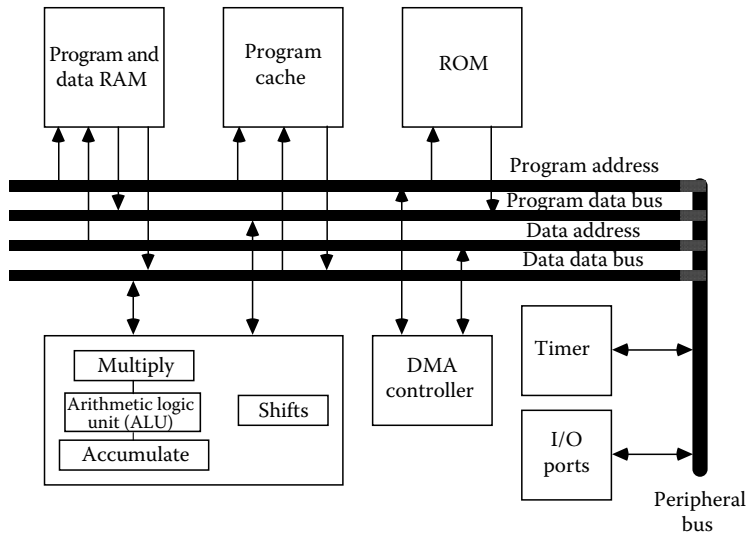 Program and
data RAM
Program
cache
ROM
Program address
Program data bus
Data address
Data data bus
Multiply
Arithmetic logic
unit (ALU)
Accumulate
Shifts
DMA
controller
Timer
I/O
ports
Peripheral
bus